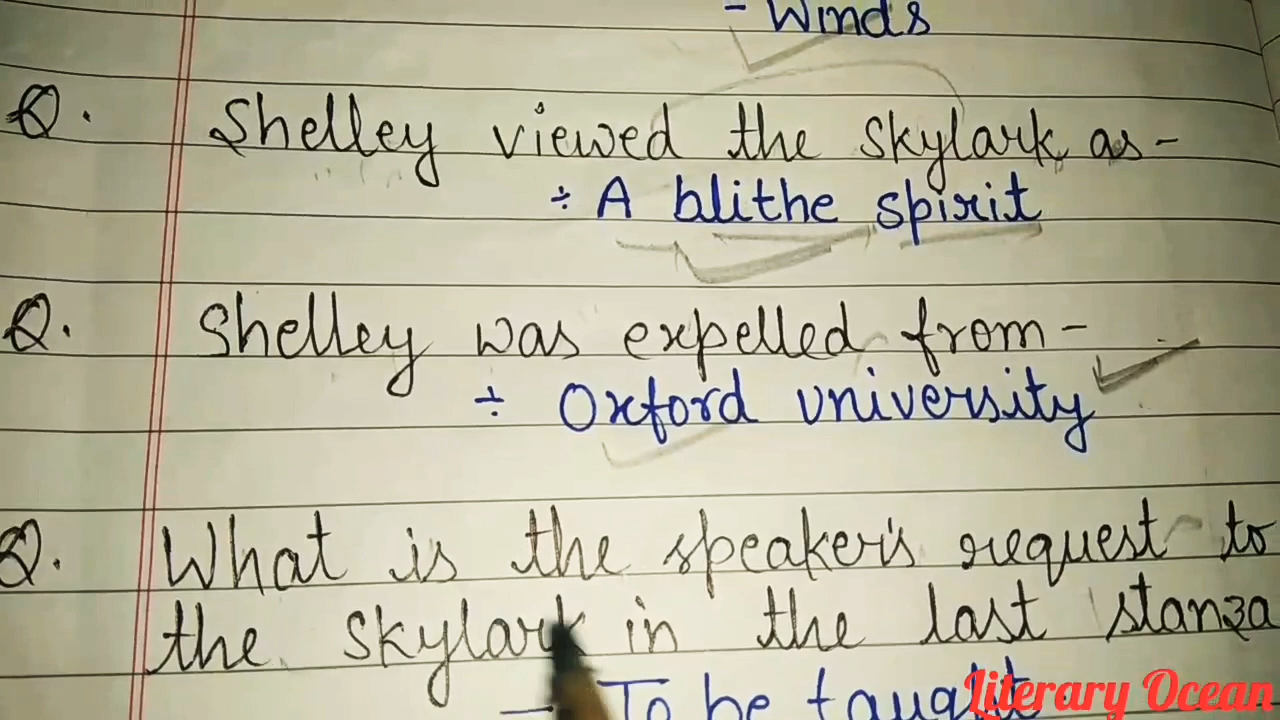 - Winds
Q. Shelley viewed the skylark as-
÷ A blithe spirit
Q. Shelley was expelled from-
÷ Oxford university
Q. What is the speaker's request to
the skylark in the last stanza
- To be taught
Literary Ocean